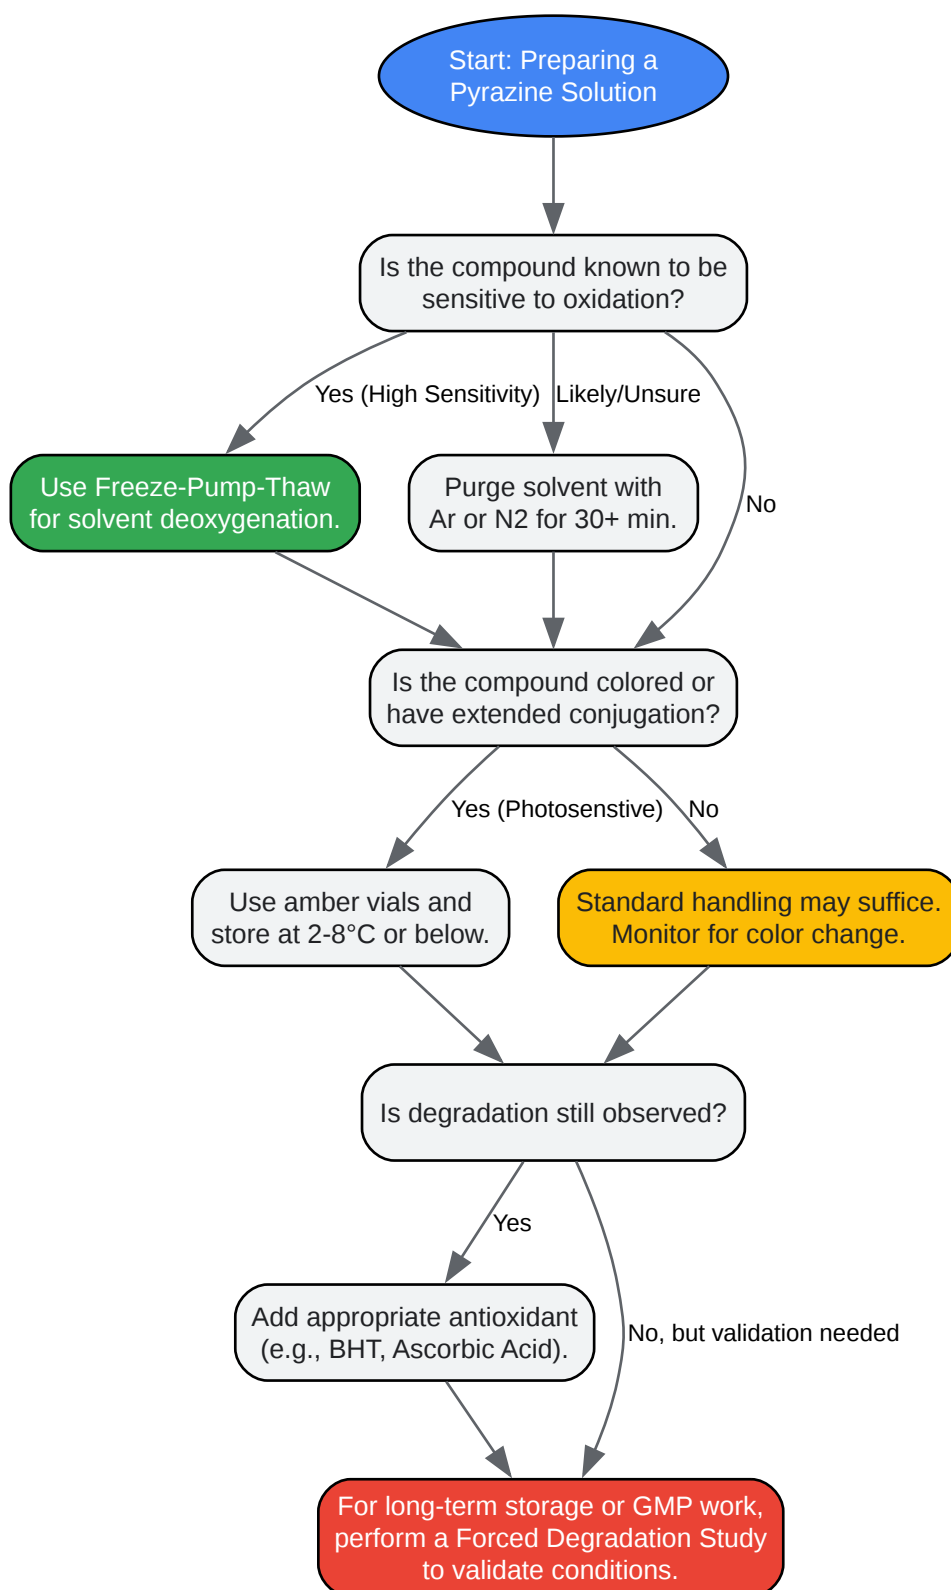 Start: Preparing a
Pyrazine Solution
Is the compound known to be
sensitive to oxidation?
Yes (High Sensitivity)
Likely/Unsure
No
Use Freeze-Pump-Thaw
for solvent deoxygenation.
Purge solvent with
Ar or N2 for 30+ min.
Is the compound colored or
have extended conjugation?
Yes (Photosenstive)
No
Use amber vials and
store at 2-8°C or below.
Standard handling may suffice.
Monitor for color change.
Is degradation still observed?
Yes
No, but validation needed
Add appropriate antioxidant
(e.g., BHT, Ascorbic Acid).
For long-term storage or GMP work,
perform a Forced Degradation Study
to validate conditions.